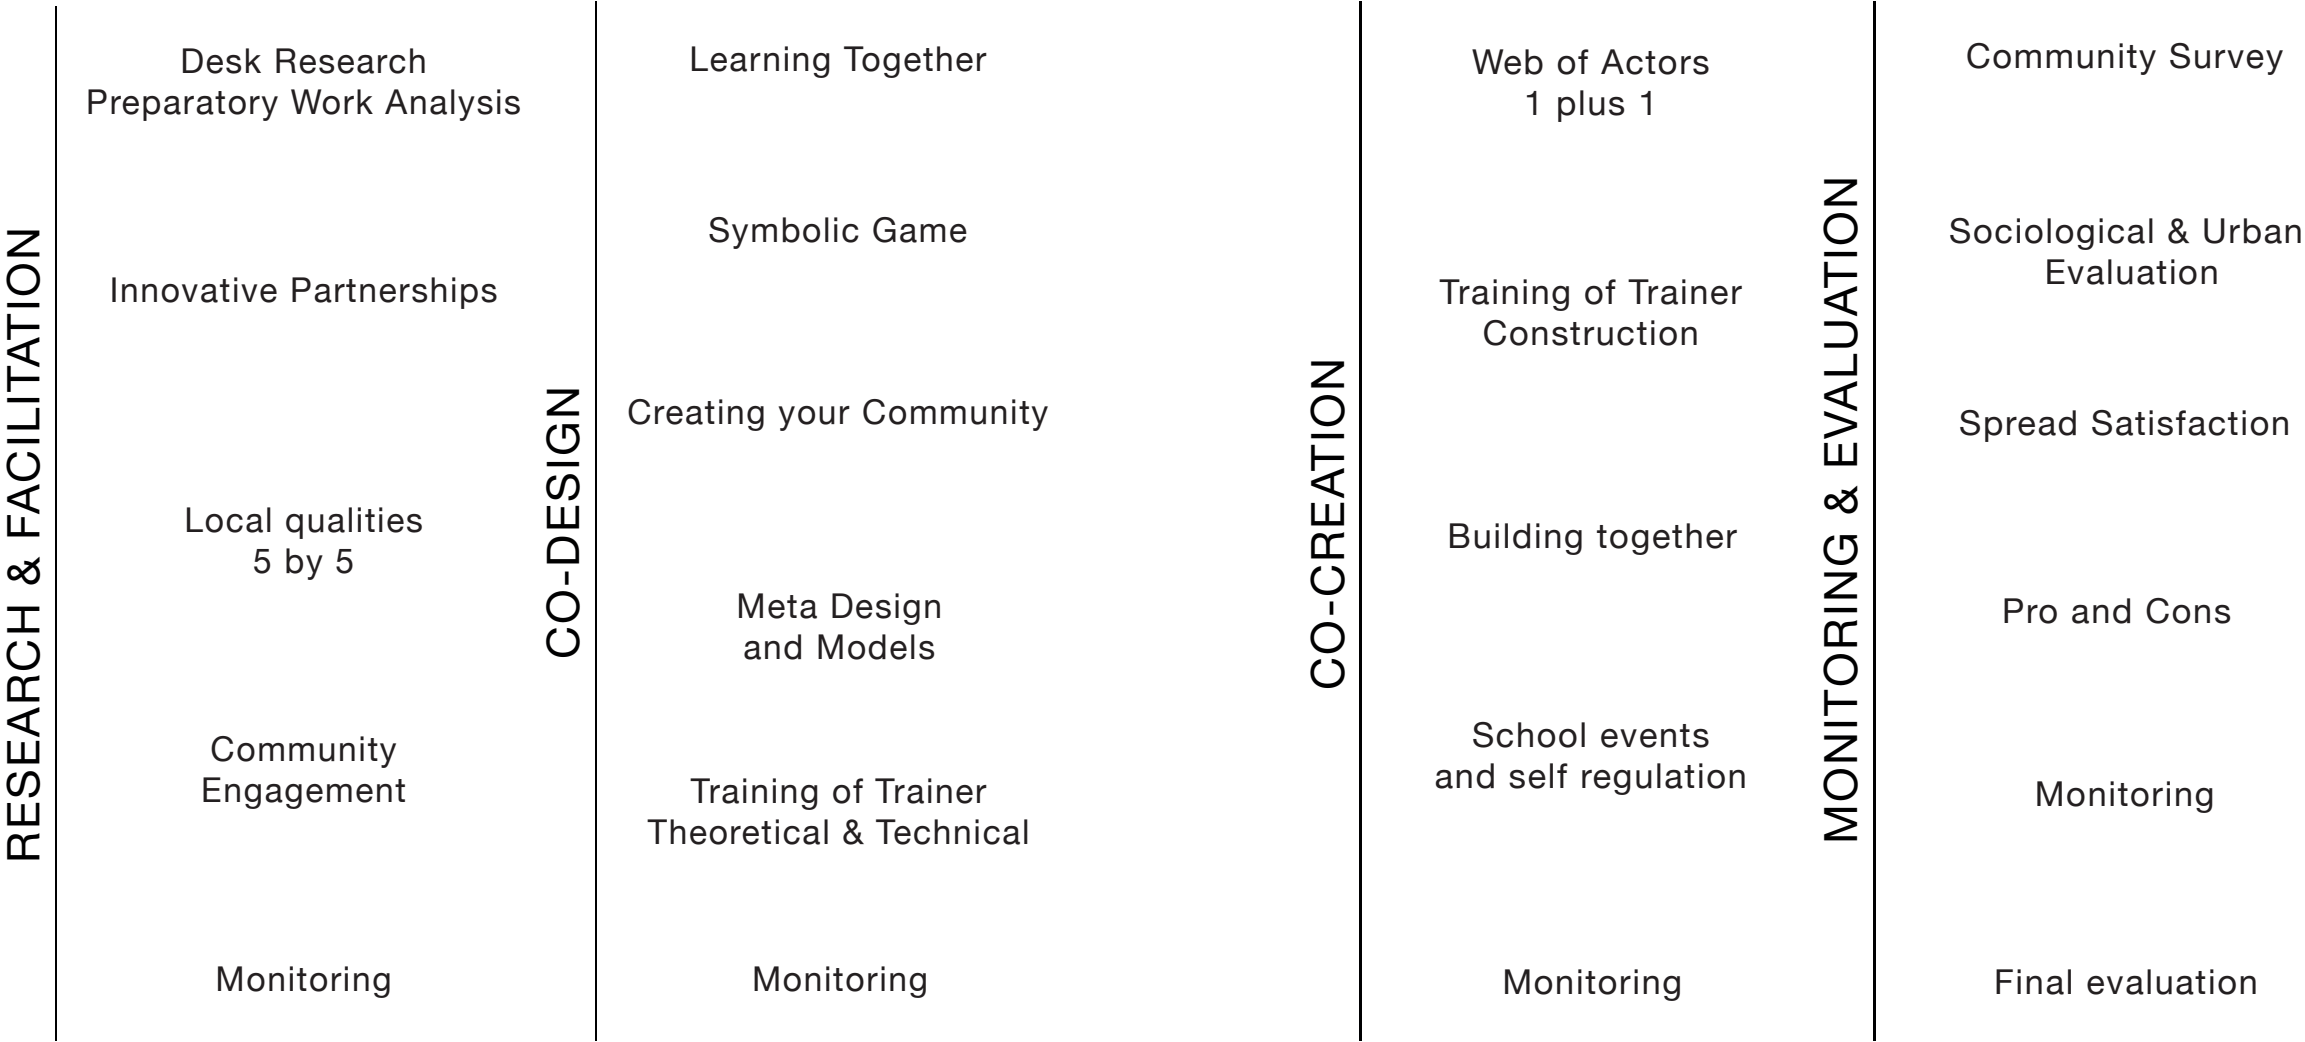 RESEARCH & FACILITATION
Desk Research
Preparatory Work Analysis
Innovative Partnerships
Local qualities
5 by 5
Community
Engagement
Monitoring
CO-DESIGN
Learning Together
Symbolic Game
Creating your Community
Meta Design
and Models
Training of Trainer
Theoretical & Technical
Monitoring
CO-CREATION
Web of Actors
1 plus 1
Training of Trainer
Construction
Building together
School events
and self regulation
Monitoring
MONITORING & EVALUATION
Community Survey
Sociological & Urban
Evaluation
Spread Satisfaction
Pro and Cons
Monitoring
Final evaluation